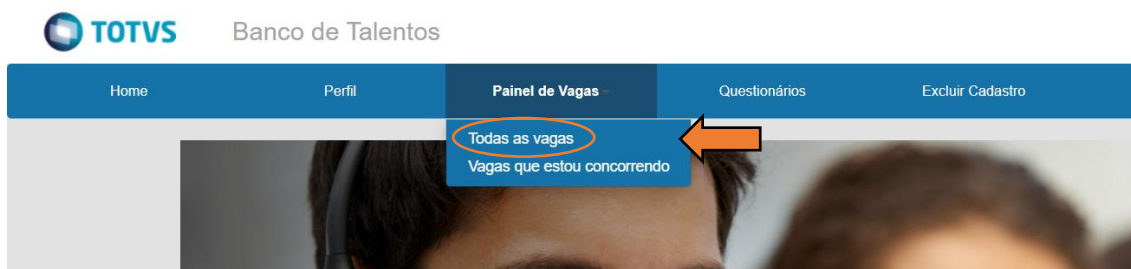 TOTVS Banco de Talentos
Home Perfil Painel de Vagas Questionários Excluir Cadastro
Todas as vagas
Vagas que estou concorrendo